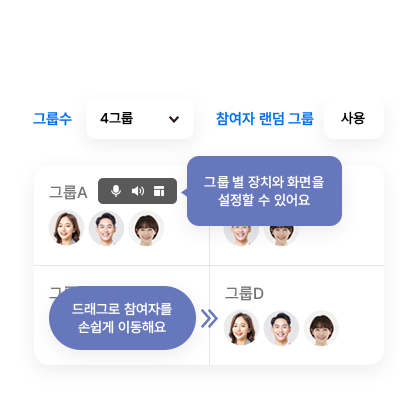 그룹수
4그룹
참여자 랜덤 그룹
사용
그룹A
그룹 별 장치와 화면을
설정할 수 있어요
드래그로 참여자를
손쉽게 이동해요
그룹D